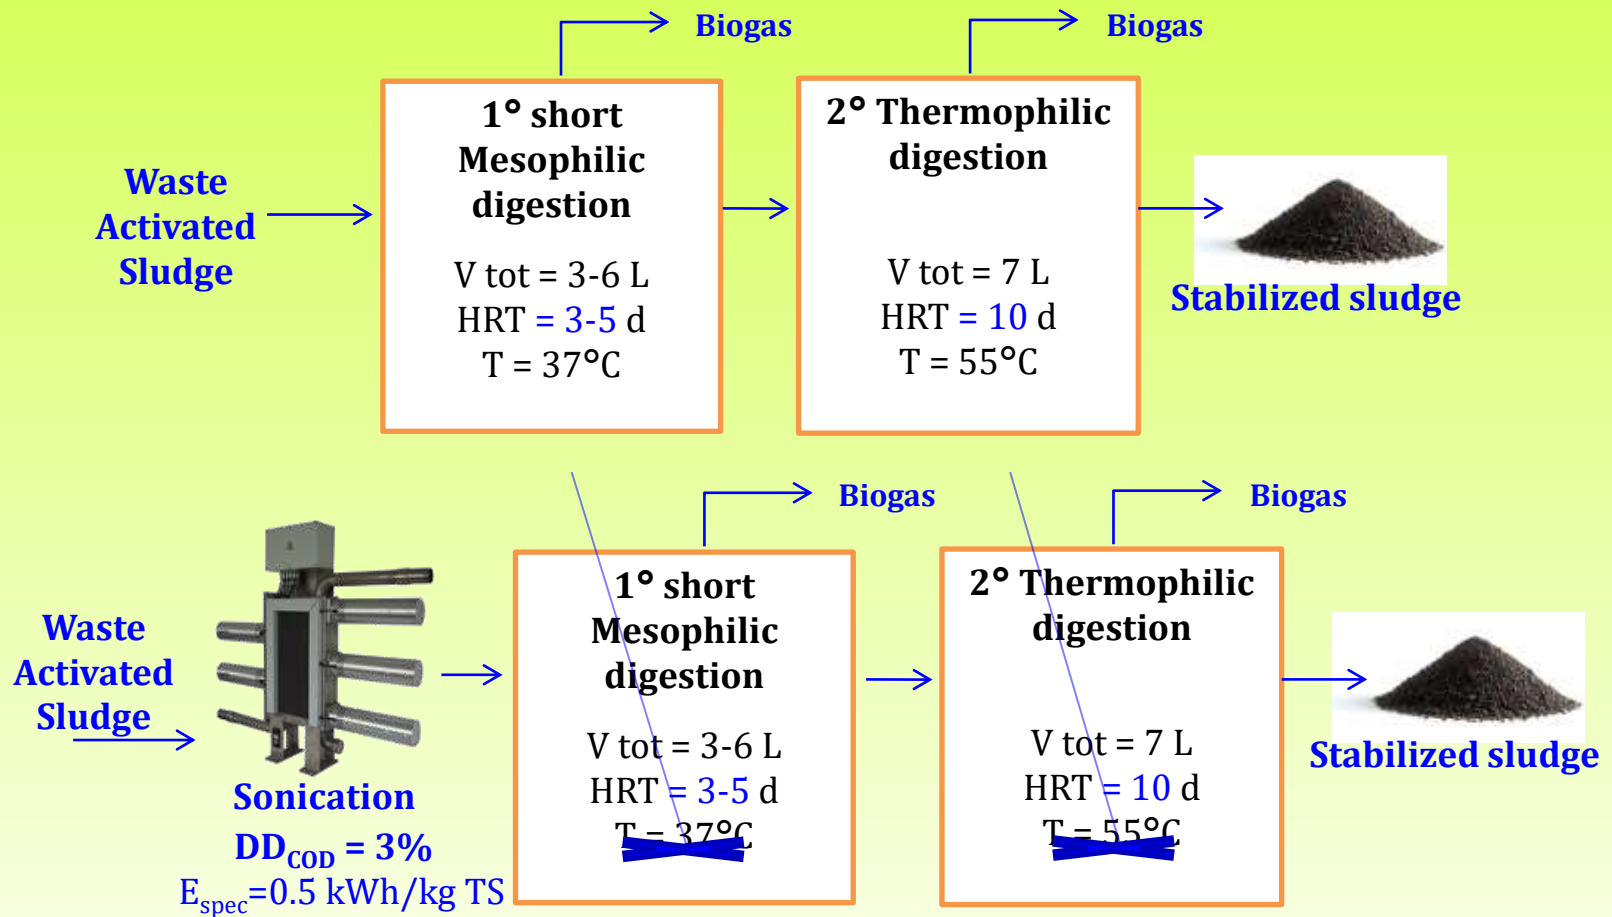 Biogas
Biogas
1° short
Mesophilic
digestion
V tot = 3-6 L
HRT = 3-5 d
T = 37°C
2° Thermophilic
digestion
V tot = 7 L
HRT = 10 d
T = 55°C
Waste
Activated
Sludge
Stabilized sludge
Biogas
Biogas
Waste
Activated
Sludge
Sonication
DD_COD = 3%
E_spec=0.5 kWh/kg TS
1° short
Mesophilic
digestion
V tot = 3-6 L
HRT = 3-5 d
T = 37°C
2° Thermophilic
digestion
V tot = 7 L
HRT = 10 d
T = 55°C
Stabilized sludge